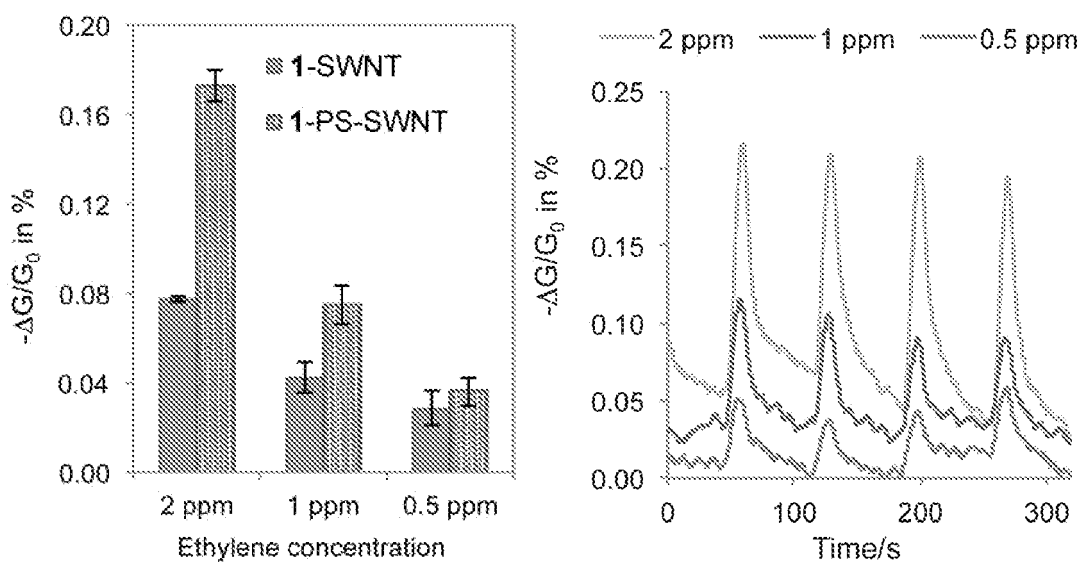 0.20
0.16
0.12
0.08
0.04
0.00
-ΔG/G0 in %
1-SWNT
1-PS-SWNT
2 ppm 1 ppm 0.5 ppm
Ethylene concentration
2 ppm 1 ppm 0.5 ppm
0.25
0.20
0.15
0.10
0.05
0.00
-ΔG/G0 in %
0 100 200 300
Time/s